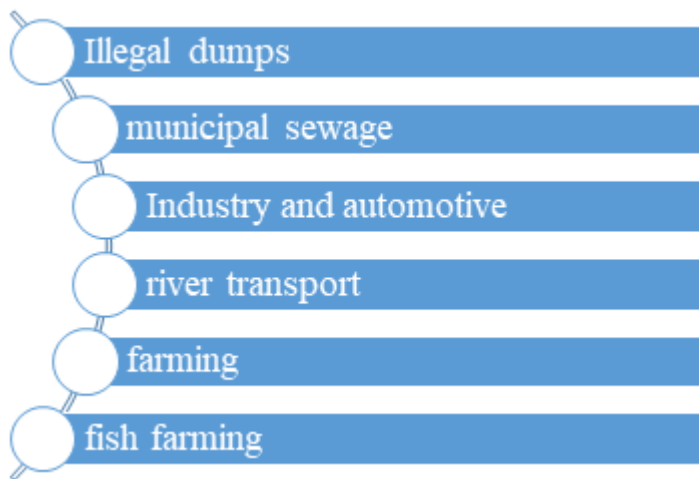 Illegal dumps
municipal sewage
Industry and automotive
river transport
farming
fish farming